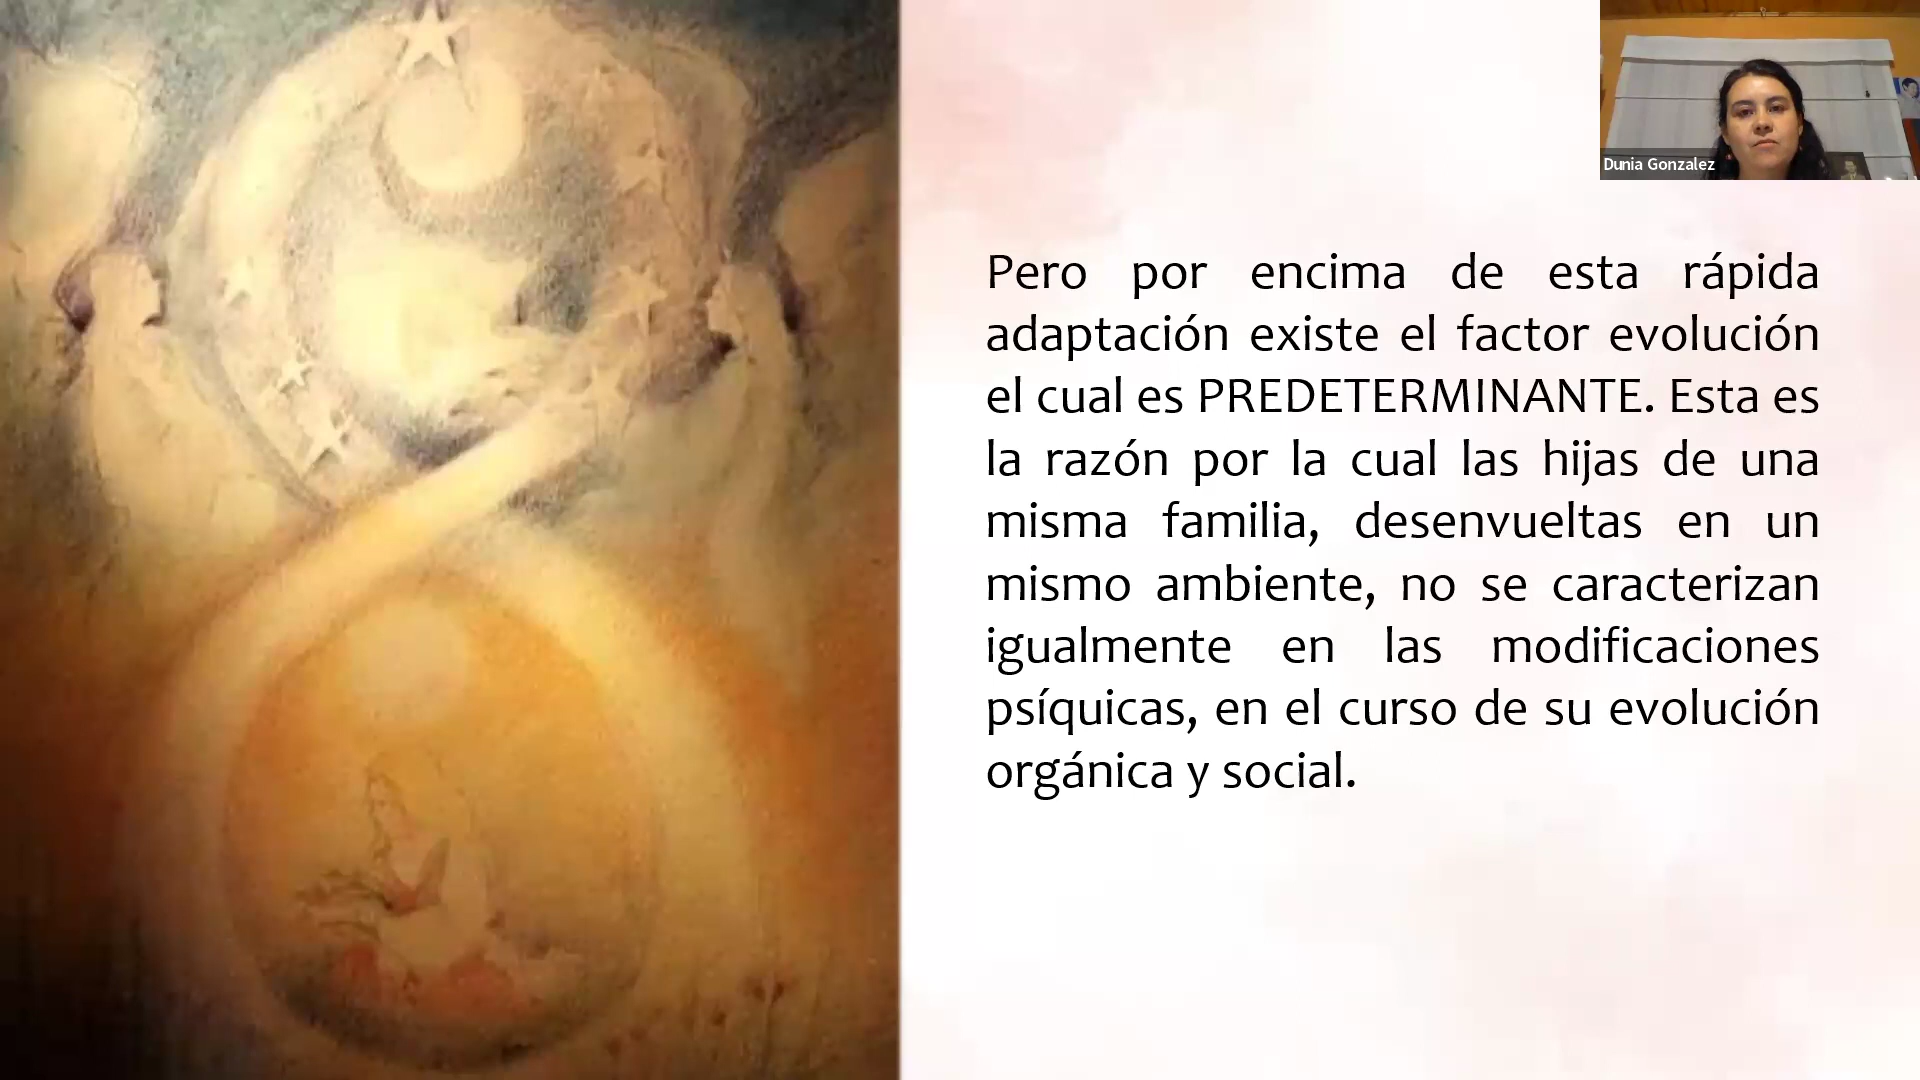 Dunia Gonzalez
Pero por encima de esta rápida
adaptación existe el factor evolución
el cual es PREDETERMINANTE. Esta es
la razón por la cual las hijas de una
misma familia, desenvueltas en un
mismo ambiente, no se caracterizan
igualmente en las modificaciones
psíquicas, en el curso de su evolución
orgánica y social.